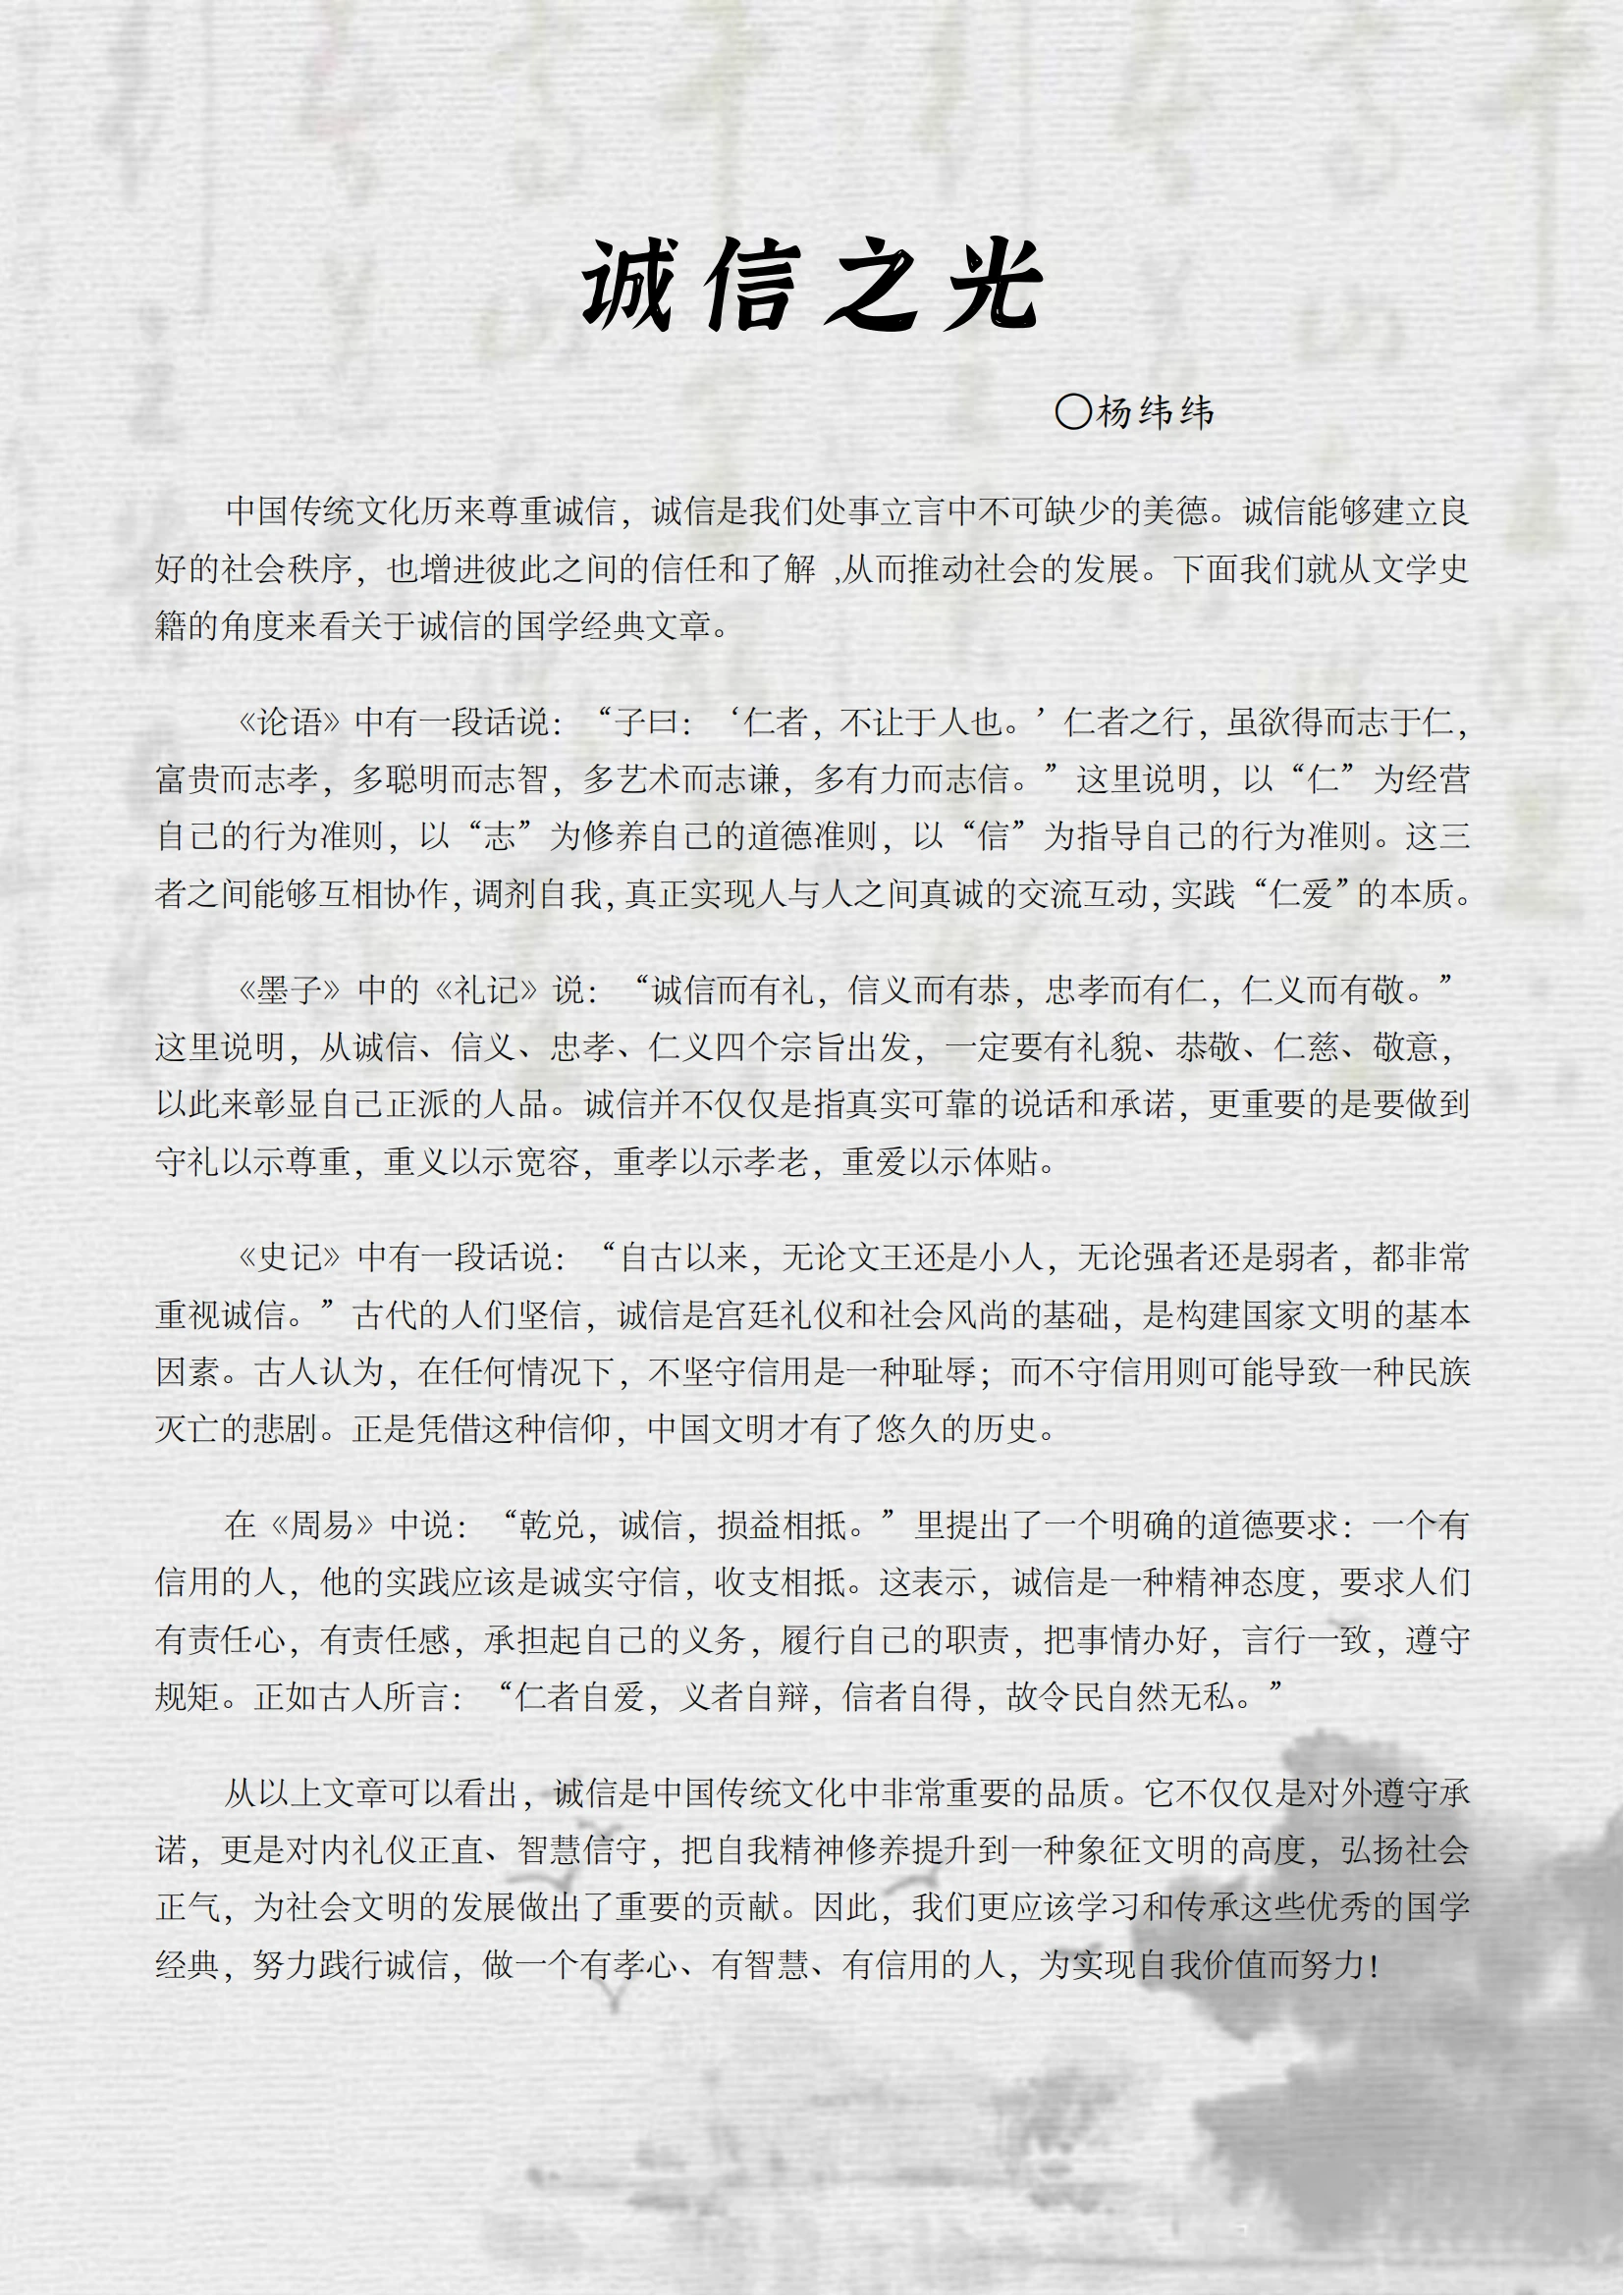 诚信之光
〇杨纬纬
中国传统文化历来尊重诚信，诚信是我们处事立言中不可缺少的美德。诚信能够建立良
好的社会秩序，也增进彼此之间的信任和了解 ,从而推动社会的发展。下面我们就从文学史
籍的角度来看关于诚信的国学经典文章。
《论语》中有一段话说：“子曰：‘仁者，不让于人也。’仁者之行，虽欲得而志于仁，
富贵而志孝，多聪明而志智，多艺术而志谦，多有力而志信。”这里说明，以“仁”为经营
自己的行为准则，以“志”为修养自己的道德准则，以“信”为指导自己的行为准则。这三
者之间能够互相协作，调剂自我，真正实现人与人之间真诚的交流互动，实践“仁爱”的本质。
《墨子》中的《礼记》说：“诚信而有礼，信义而有恭，忠孝而有仁，仁义而有敬。”
这里说明，从诚信、信义、忠孝、仁义四个宗旨出发，一定要有礼貌、恭敬、仁慈、敬意，
以此来彰显自己正派的人品。诚信并不仅仅是指真实可靠的说话和承诺，更重要的是要做到
守礼以示尊重，重义以示宽容，重孝以示孝老，重爱以示体贴。
《史记》中有一段话说：“自古以来，无论文王还是小人，无论强者还是弱者，都非常
重视诚信。”古代的人们坚信，诚信是宫廷礼仪和社会风尚的基础，是构建国家文明的基本
因素。古人认为，在任何情况下，不坚守信用是一种耻辱；而不守信用则可能导致一种民族
灭亡的悲剧。正是凭借这种信仰，中国文明才有了悠久的历史。
在《周易》中说：“乾兑，诚信，损益相抵。”里提出了一个明确的道德要求：一个有
信用的人，他的实践应该是诚实守信，收支相抵。这表示，诚信是一种精神态度，要求人们
有责任心，有责任感，承担起自己的义务，履行自己的职责，把事情办好，言行一致，遵守
规矩。正如古人所言：“仁者自爱，义者自辩，信者自得，故令民自然无私。”
从以上文章可以看出，诚信是中国传统文化中非常重要的品质。它不仅仅是对外遵守承
诺，更是对内礼仪正直、智慧信守，把自我精神修养提升到一种象征文明的高度，弘扬社会
正气，为社会文明的发展做出了重要的贡献。因此，我们更应该学习和传承这些优秀的国学
经典，努力践行诚信，做一个有孝心、有智慧、有信用的人，为实现自我价值而努力！